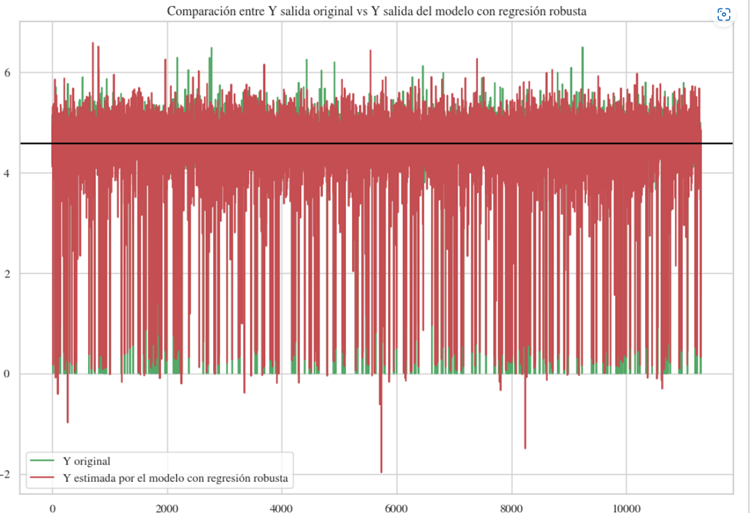 Comparación entre Y salida original vs Y salida del modelo con regresión robusta
6
4
2
0
−2
Y original
Y estimada por el modelo con regresión robusta
0 2000 4000 6000 8000 10000